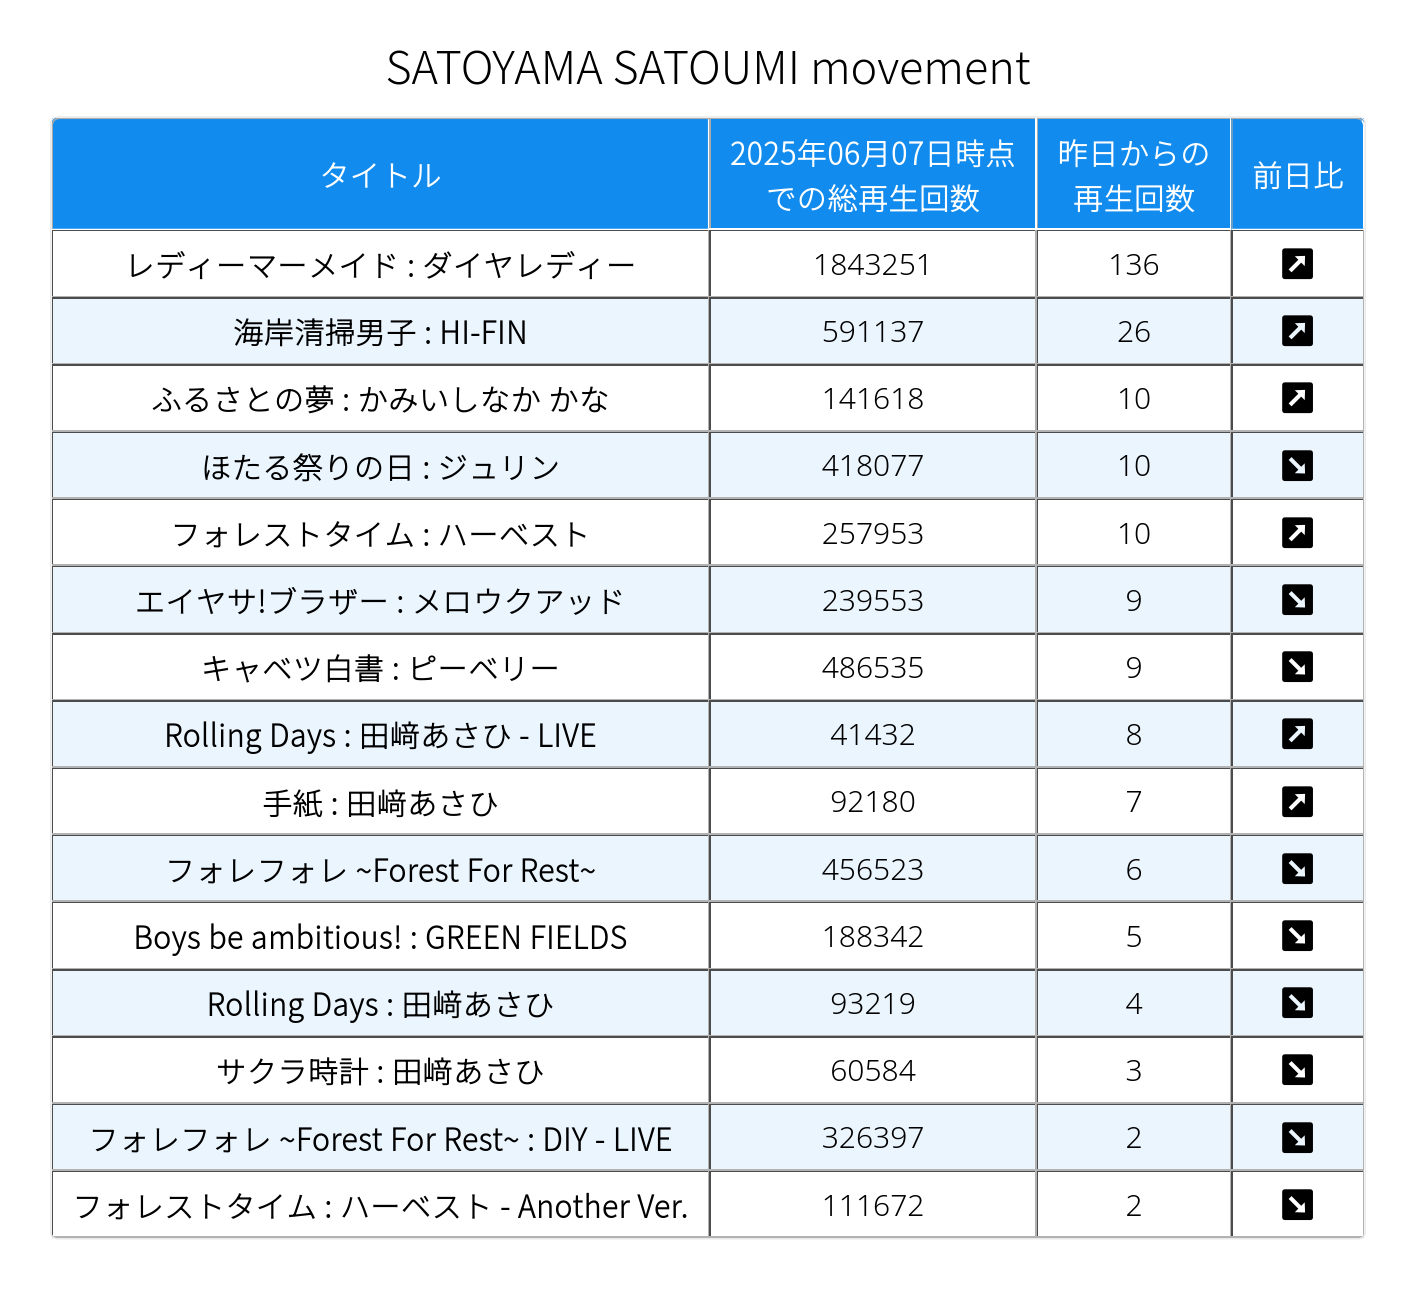 SATOYAMA SATOUMI movement
タイトル 2025年06月07日時点での総再生回数 昨日からの再生回数 前日比
レディーマーメイド : ダイヤレディー 1843251 136 ↗
海岸清掃男子 : HI-FIN 591137 26 ↗
ふるさとの夢 : かみいしなか かな 141618 10 ↗
ほたる祭りの日 : ジュリン 418077 10 ↘
フォレストタイム : ハーベスト 257953 10 ↗
エイヤサ!ブラザー : メロウクアッド 239553 9 ↘
キャベツ白書 : ピーベリー 486535 9 ↘
Rolling Days : 田﨑あさひ - LIVE 41432 8 ↗
手紙 : 田﨑あさひ 92180 7 ↗
フォレフォレ ~Forest For Rest~ 456523 6 ↘
Boys be ambitious! : GREEN FIELDS 188342 5 ↘
Rolling Days : 田﨑あさひ 93219 4 ↘
サクラ時計 : 田﨑あさひ 60584 3 ↘
フォレフォレ ~Forest For Rest~ : DIY - LIVE 326397 2 ↘
フォレストタイム : ハーベスト - Another Ver. 111672 2 ↘